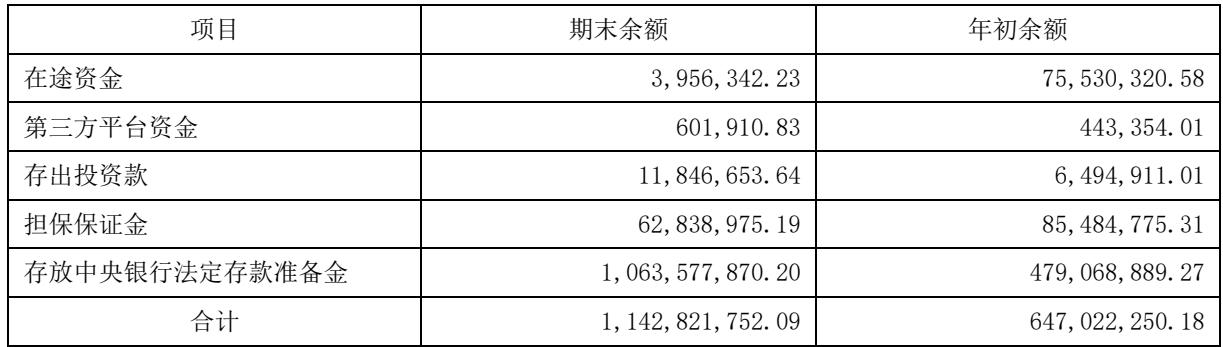 项目 期末余额 年初余额
在途资金 3,956,342.23 75,530,320.58
第三方平台资金 601,910.83 443,354.01
存出投资款 11,846,653.64 6,494,911.01
担保保证金 62,838,975.19 85,484,775.31
存放中央银行法定存款准备金 1,063,577,870.20 479,068,889.27
合计 1,142,821,752.09 647,022,250.18